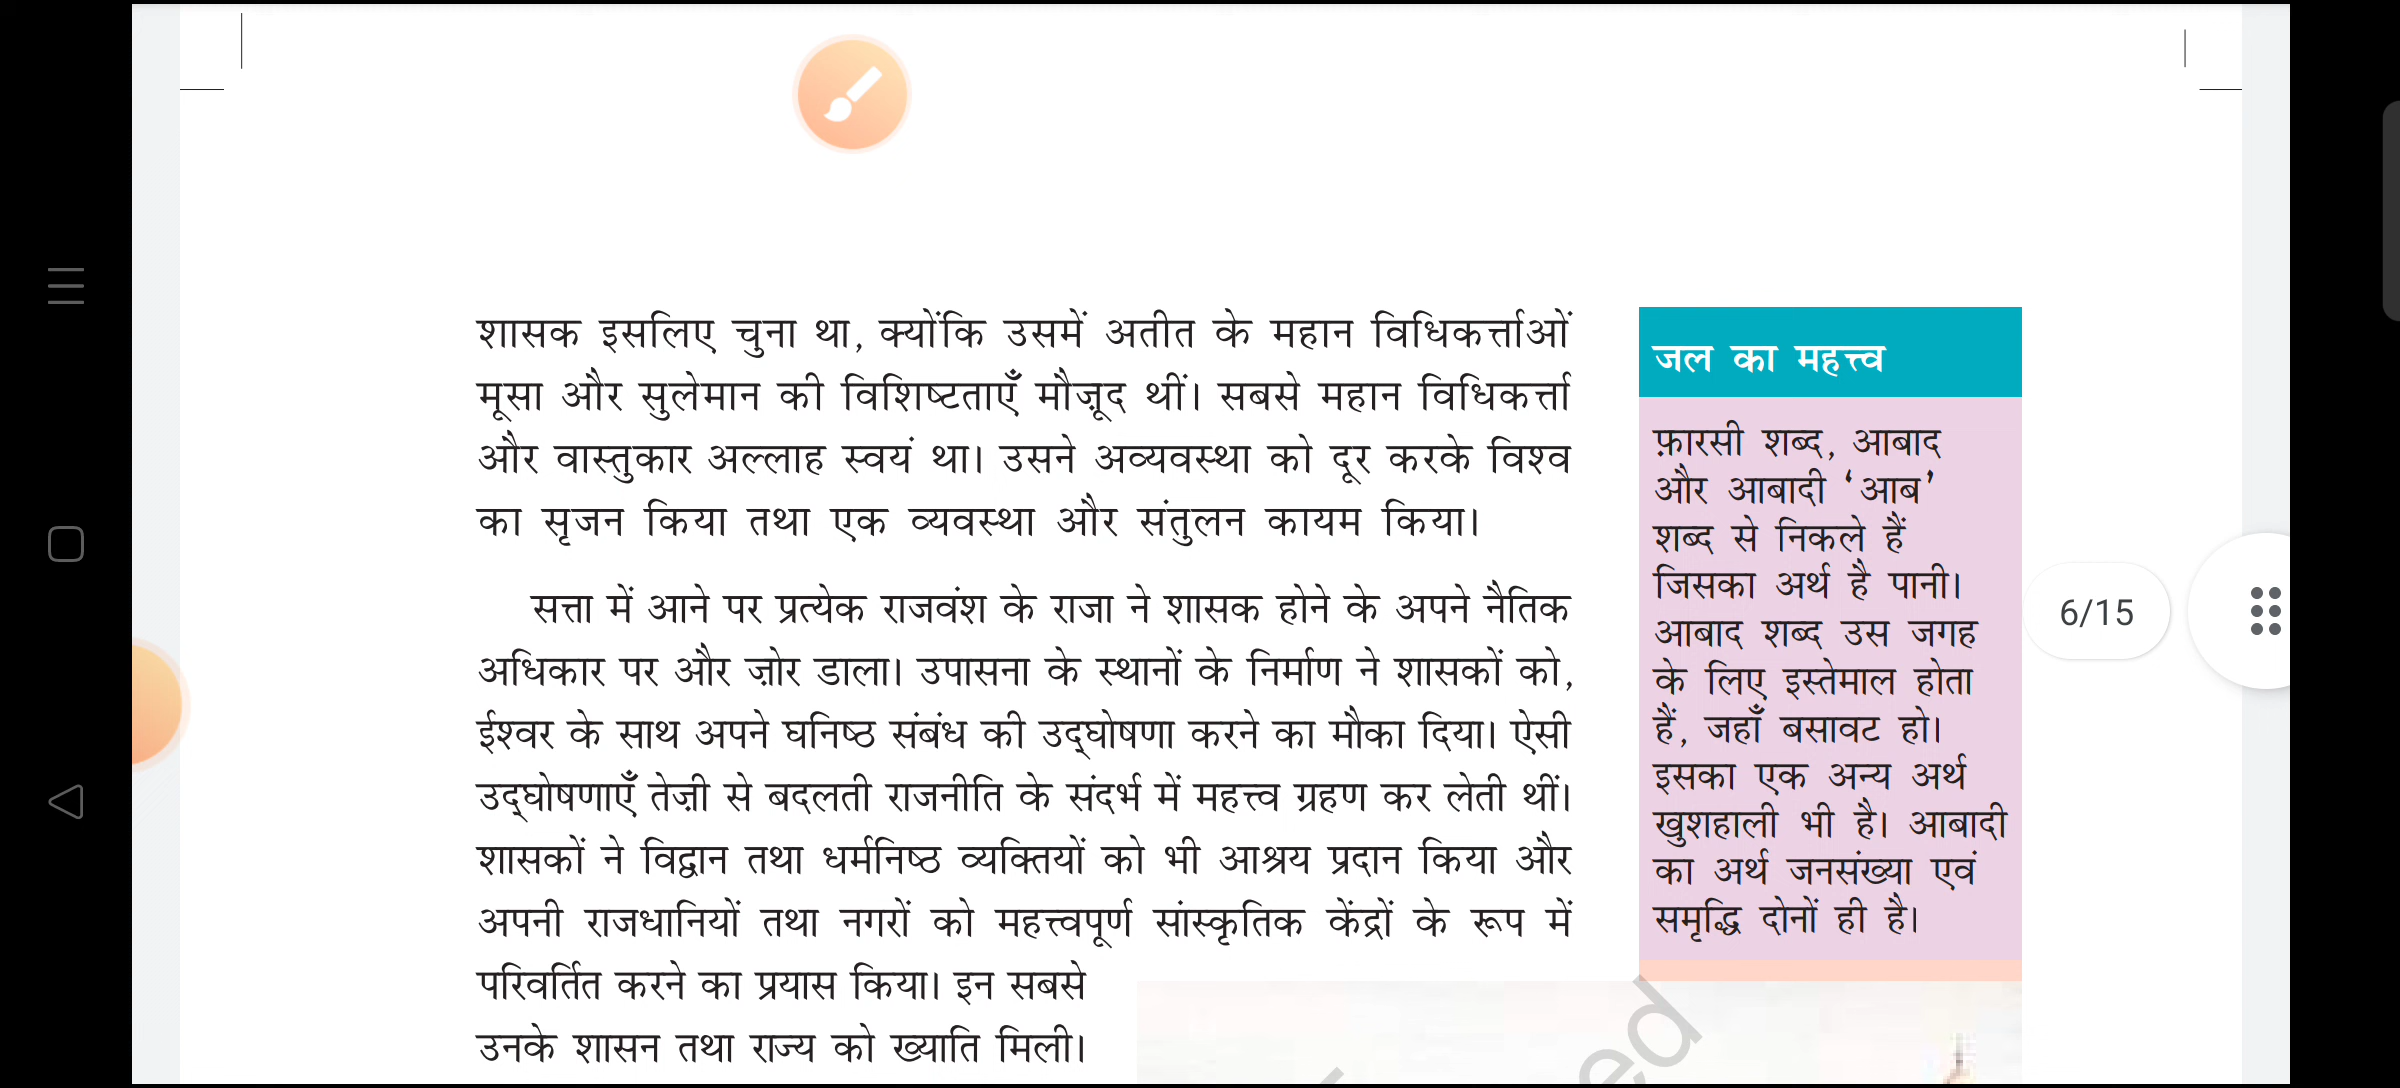 शासक इसलिए चुना था, क्योंकि उसमें अतीत के महान विधिकर्त्ताओं
मूसा और सुलेमान की विशिष्टताएँ मौज़ूद थीं। सबसे महान विधिकर्त्ता
और वास्तुकार अल्लाह स्वयं था। उसने अव्यवस्था को दूर करके विश्व
का सृजन किया तथा एक व्यवस्था और संतुलन कायम किया।
सत्ता में आने पर प्रत्येक राजवंश के राजा ने शासक होने के अपने नैतिक
अधिकार पर और ज़ोर डाला। उपासना के स्थानों के निर्माण ने शासकों को,
ईश्वर के साथ अपने घनिष्ठ संबंध की उद्घोषणा करने का मौका दिया। ऐसी
उद्घोषणाएँ तेज़ी से बदलती राजनीति के संदर्भ में महत्त्व ग्रहण कर लेती थीं।
शासकों ने विद्वान तथा धर्मनिष्ठ व्यक्तियों को भी आश्रय प्रदान किया और
अपनी राजधानियों तथा नगरों को महत्त्वपूर्ण सांस्कृतिक केंद्रों के रूप में
परिवर्तित करने का प्रयास किया। इन सबसे
उनके शासन तथा राज्य को ख्याति मिली।
जल का महत्त्व
फ़ारसी शब्द, आबाद
और आबादी ‘आब’
शब्द से निकले हैं
जिसका अर्थ है पानी।
आबाद शब्द उस जगह
के लिए इस्तेमाल होता
हैं, जहाँ बसावट हो।
इसका एक अन्य अर्थ
खुशहाली भी है। आबादी
का अर्थ जनसंख्या एवं
समृद्धि दोनों ही है।
6/15